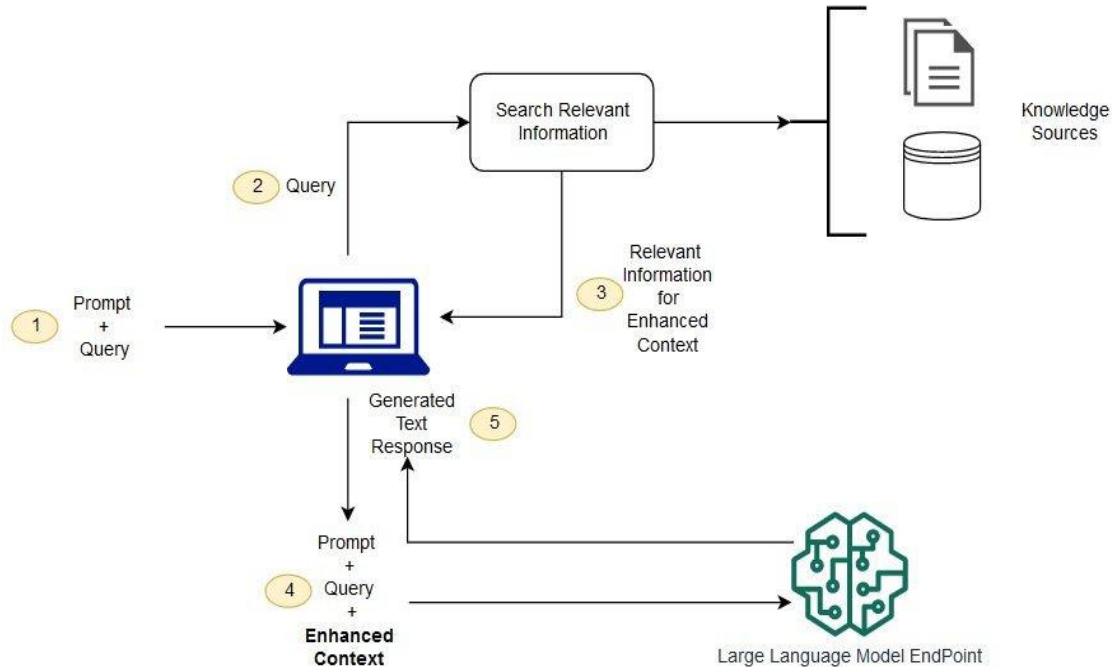 Search Relevant
Information
Knowledge
Sources
2
Query
1
Prompt
+
Query
3
Relevant
Information
for
Enhanced
Context
Generated
Text
Response
5
4
Prompt
+
Query
+
Enhanced
Context
Large Language Model EndPoint